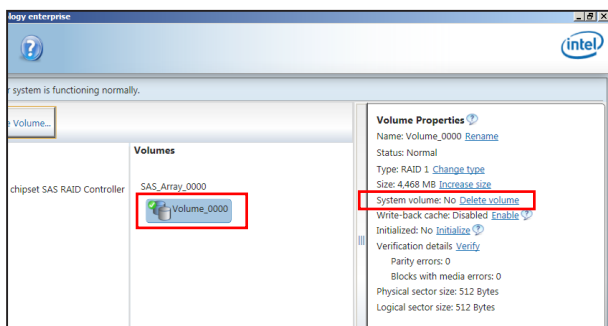 ology enterprise
intel
r system is functioning normally.
e Volume...
Volumes
chipset SAS RAID Controller
SAS_Array_0000
Volume_0000
Volume Properties
Name: Volume_0000 Rename
Status: Normal
Type: RAID 1 Change type
Size: 4,468 MB Increase size
System volume: No Delete volume
Write-back cache: Disabled Enable
Initialized: No Initialize
Verification details Verify
Parity errors: 0
Blocks with media errors: 0
Physical sector size: 512 Bytes
Logical sector size: 512 Bytes